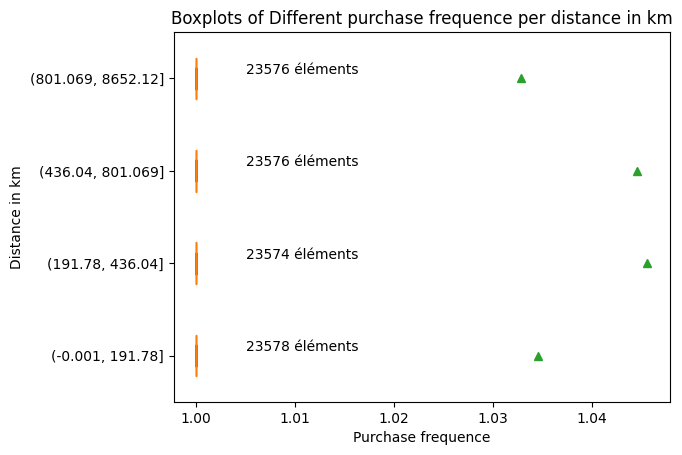 Boxplots of Different purchase frequence per distance in km
(801.069, 8652.12]
23576 éléments
(436.04, 801.069]
23576 éléments
(191.78, 436.04]
23574 éléments
(-0.001, 191.78]
23578 éléments
Distance in km
1.00 1.01 1.02 1.03 1.04
Purchase frequence